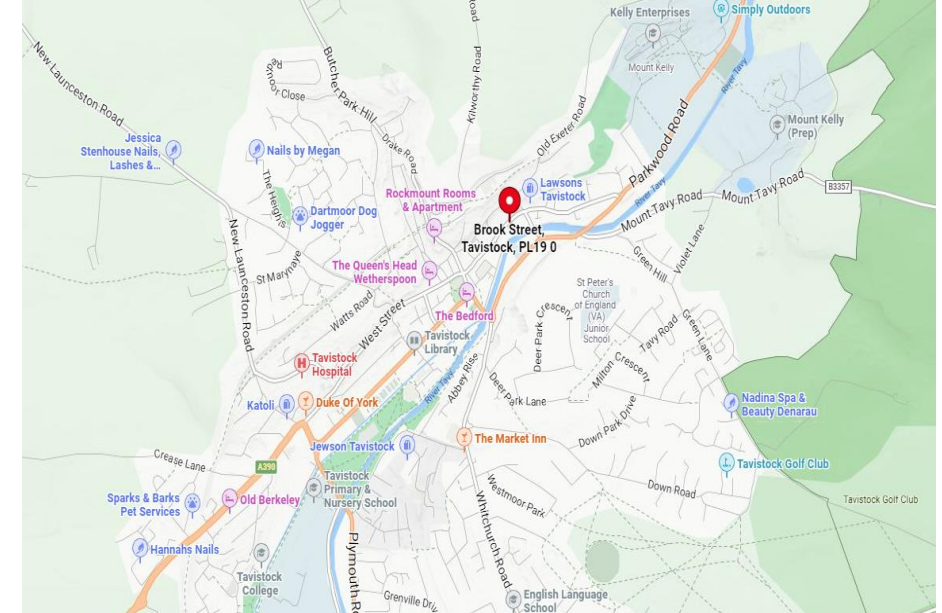 Kelly Enterprises
Simply Outdoors
Road
New Launceston Road
Butcher Park Hill
Kilworthy Road
Mount Kelly
River Tavy
Close
Old Exeter Road
Parkwood Road
Mount Kelly
(Prep)
Jessica
Stenhouse Nails,
Lashes &...
Nails by Megan
Drake Road
The Heights
Rockmount Rooms
& Apartment
Lawsons
Tavistock
River Tavy
Mount Tavy Road
Mount Tavy Road
B3357
Dartmoor Dog
Jogger
Brook Street,
Tavistock, PL19 0
New Launceston Road
St Marynaye
The Queen's Head
Wetherspoon
Green Hill
Violet Lane
Watts Road
West Street
The Bedford
St Peter's
Church
of England
(VA)
Junior
School
Deer Park Crescent
Tavistock
Library
Tavy Road
Green Lane
Tavistock
Hospital
River Tavy
Abbey Rise
Deer Park Lane
Milton Crescent
Katoli
Duke Of York
Down Park Drive
Nadina Spa &
Beauty Denarau
Jewson Tavistock
The Market Inn
Crease Lane
A390
Tavistock Golf Club
Tavistock
Primary &
Nursery School
Sparks & Barks
Pet Services
Old Berkeley
Westmoor Park
Down Road
Tavistock Golf Club
Whitchurch Road
Hannahs Nails
Plymouth R
Tavistock
College
Grenville Driv
English Language
School